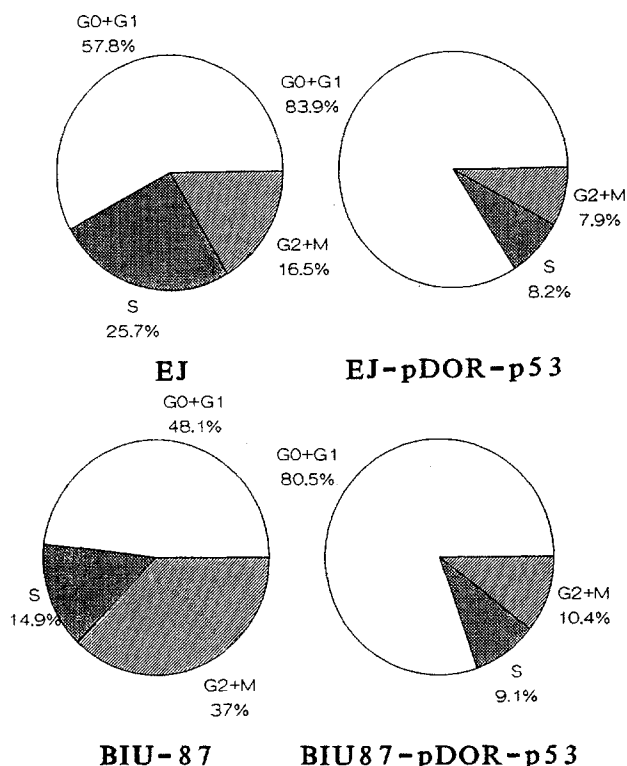 G0+G1
57.8%
G2+M
16.5%
S
25.7%
EJ
G0+G1
83.9%
G2+M
7.9%
S
8.2%
EJ-pDOR-p53
G0+G1
48.1%
S
14.9%
G2+M
37%
BIU-87
G0+G1
80.5%
G2+M
10.4%
S
9.1%
BIU87-pDOR-p53